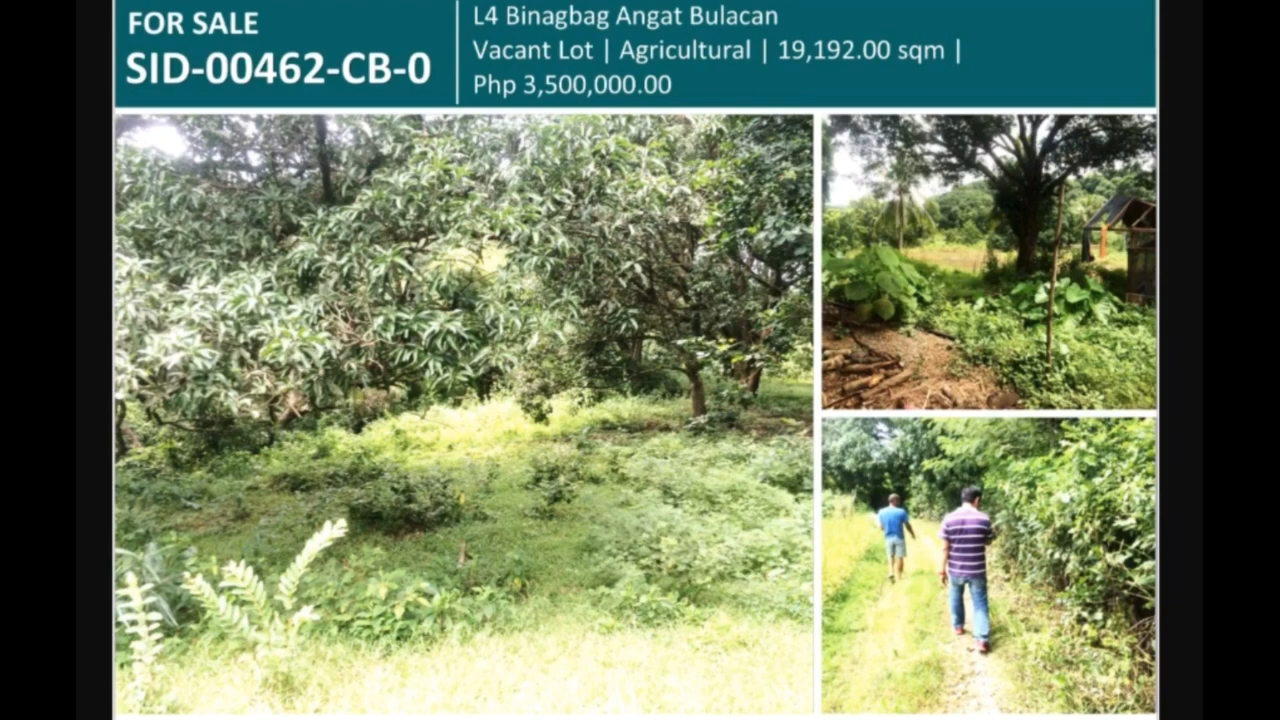 FOR SALE
SID-00462-CB-0
L4 Binagbag Angat Bulacan
Vacant Lot | Agricultural | 19,192.00 sqm |
Php 3,500,000.00